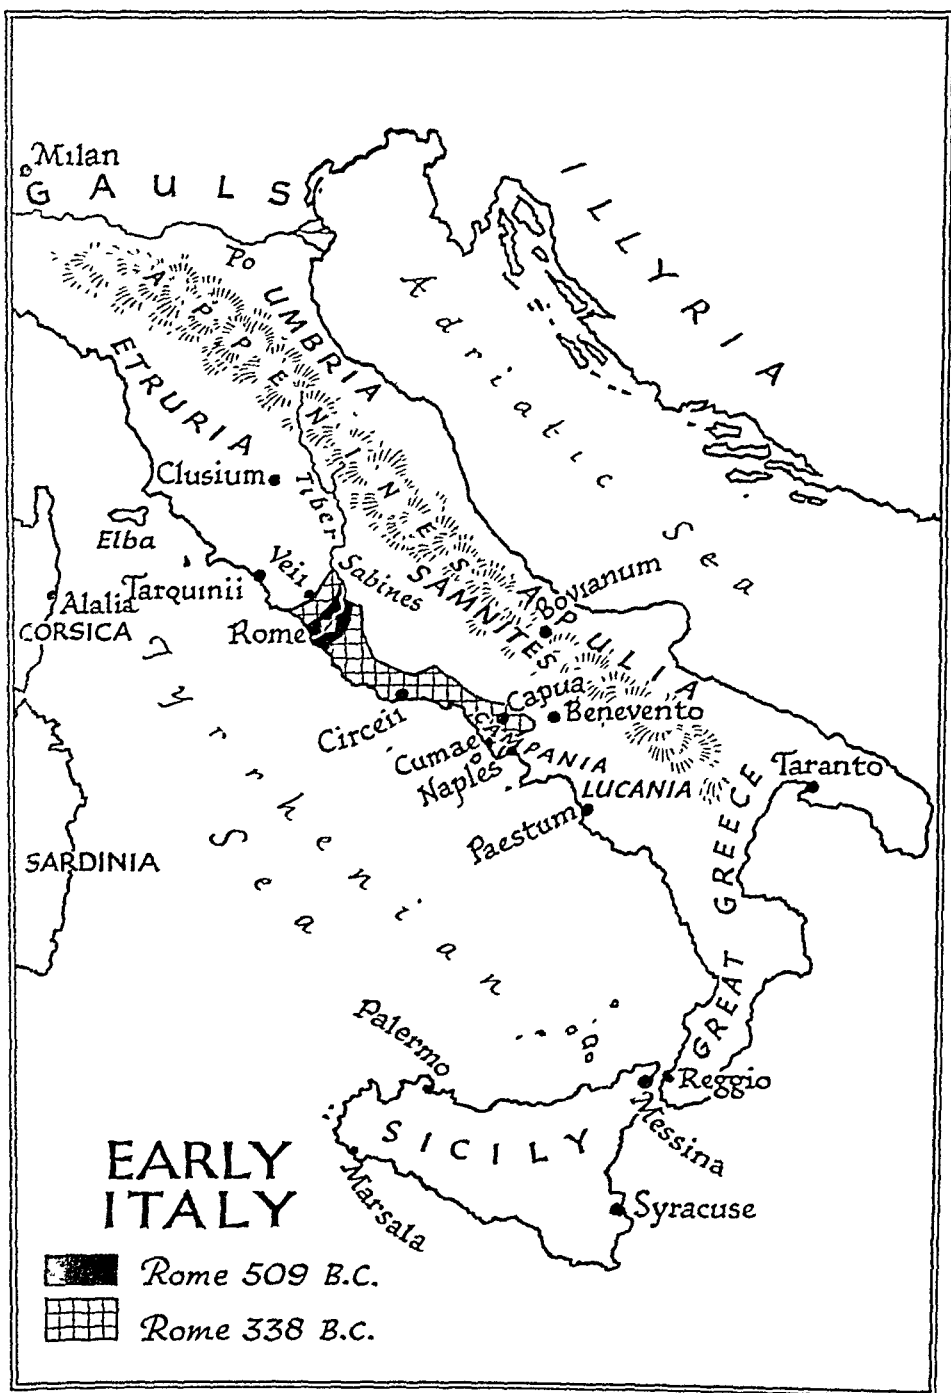 Milan
GAULS
ILLYRIA
Po
Adriatic Sea
APPENNINES
UMBRIA
ETRURIA
Clusium
Tiber
Elba
Veii
Sabines
Tarquinii
Alalia
CORSICA
Rome
SAMNITES
Bovianum
APULIA
Tyrrhenian Sea
Circeii
Capua
Benevento
CAMPANIA
Cumae
Naples
LUCANIA
Taranto
Paestum
SARDINIA
GREAT GREECE
Palermo
Reggio
Messina
SICILY
Marsala
Syracuse
EARLY
ITALY
Rome 509 B.C.
Rome 338 B.C.